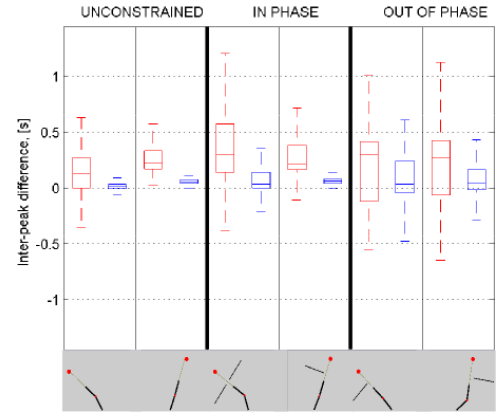 UNCONSTRAINED IN PHASE OUT OF PHASE
Inter-peak difference, [s]
1
0.5
0
-0.5
-1